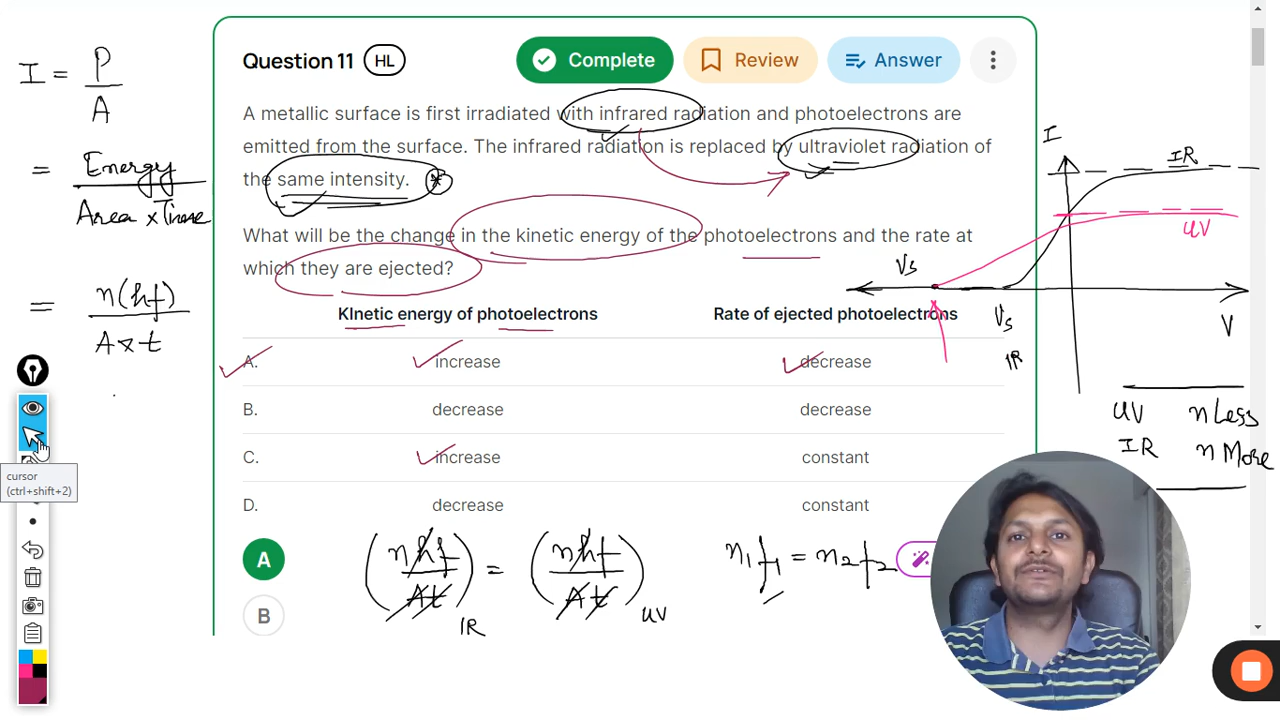 I = P / A
= Energy / Area x Time
= n(hf) / A x t
Question 11 HL Complete Review Answer
A metallic surface is first irradiated with infrared radiation and photoelectrons are
emitted from the surface. The infrared radiation is replaced by ultraviolet radiation of
the same intensity. *
What will be the change in the kinetic energy of the photoelectrons and the rate at
which they are ejected?
KInetic energy of photoelectrons Rate of ejected photoelectrons
A. increase decrease
B. decrease decrease
C. increase constant
D. decrease constant
A
B
(nhf / At) IR = (nhf / At) UV
n1f1 = n2f2
I
IR
UV
Vs
Vs
IR
V
UV n Less
IR n More
cursor
(ctrl+shift+2)